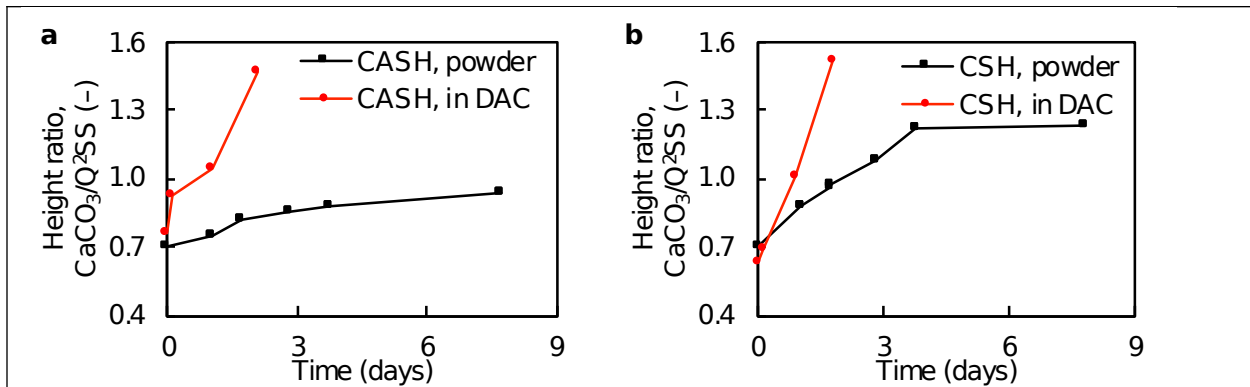 a
1.6
1.3
1.0
0.7
0.4
Height ratio,
CaCO₃/Q²SS (–)
CASH, powder
CASH, in DAC
0 3 6 9
Time (days)
b
1.6
1.3
1.0
0.7
0.4
Height ratio,
CaCO₃/Q²SS (–)
CSH, powder
CSH, in DAC
0 3 6 9
Time (days)